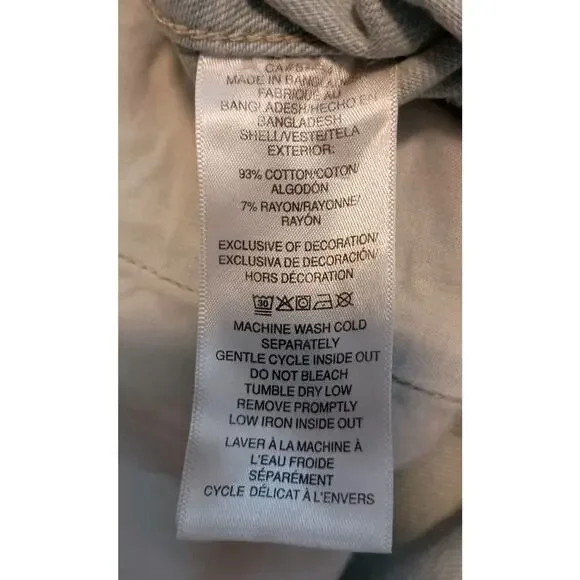 MADE IN BANGLADESH
FABRIQUÉ AU
BANGLADESH/HECHO EN
BANGLADESH
SHELL/VESTE/TELA
EXTERIOR:
93% COTTON/COTON/
ALGODÓN
7% RAYON/RAYONNE/
RAYÓN
EXCLUSIVE OF DECORATION/
EXCLUSIVA DE DECORACIÓN/
HORS DÉCORATION
30
MACHINE WASH COLD
SEPARATELY
GENTLE CYCLE INSIDE OUT
DO NOT BLEACH
TUMBLE DRY LOW
REMOVE PROMPTLY
LOW IRON INSIDE OUT
LAVER À LA MACHINE À
L'EAU FROIDE
SÉPARÉMENT
CYCLE DÉLICAT À L'ENVERS